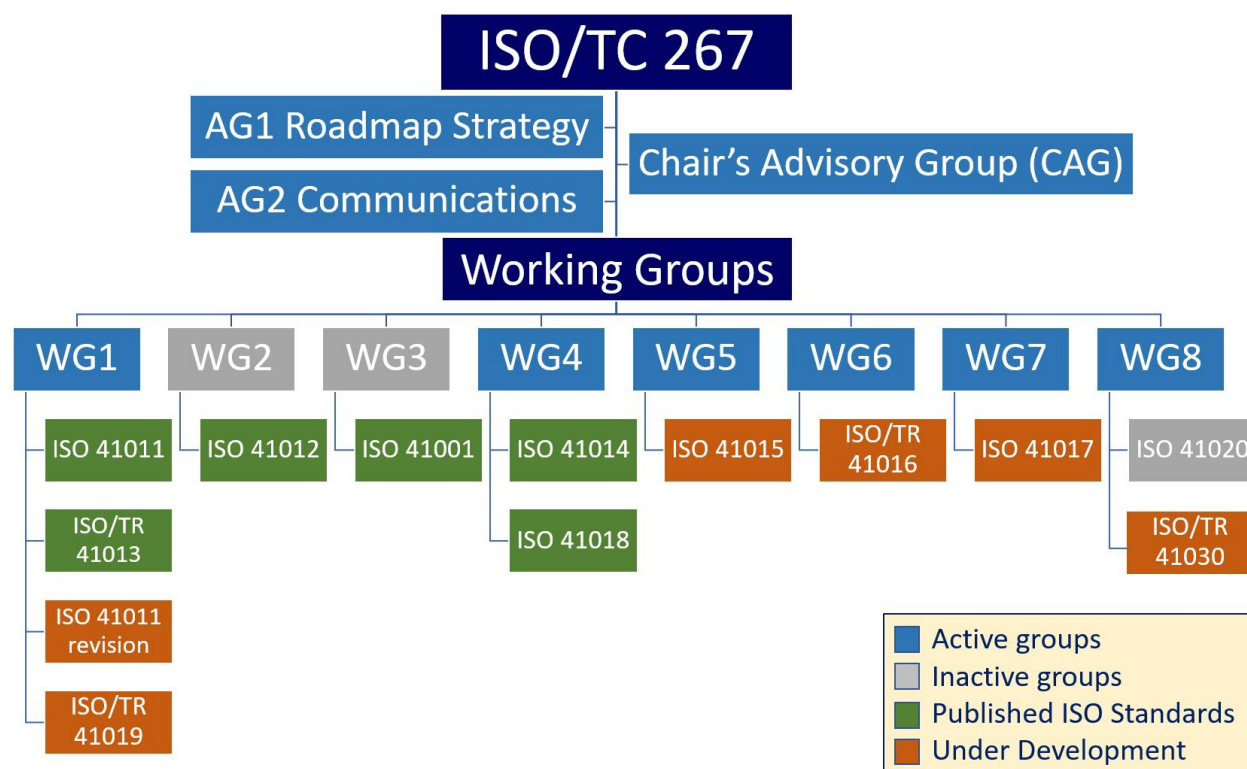 ISO/TC 267
AG1 Roadmap Strategy
Chair's Advisory Group (CAG)
AG2 Communications
Working Groups
WG1
WG2
WG3
WG4
WG5
WG6
WG7
WG8
ISO 41011
ISO 41012
ISO 41001
ISO 41014
ISO 41015
ISO/TR
41016
ISO 41017
ISO 41020
ISO/TR
41013
ISO 41018
ISO/TR
41030
ISO 41011
revision
ISO/TR
41019
Active groups
Inactive groups
Published ISO Standards
Under Development